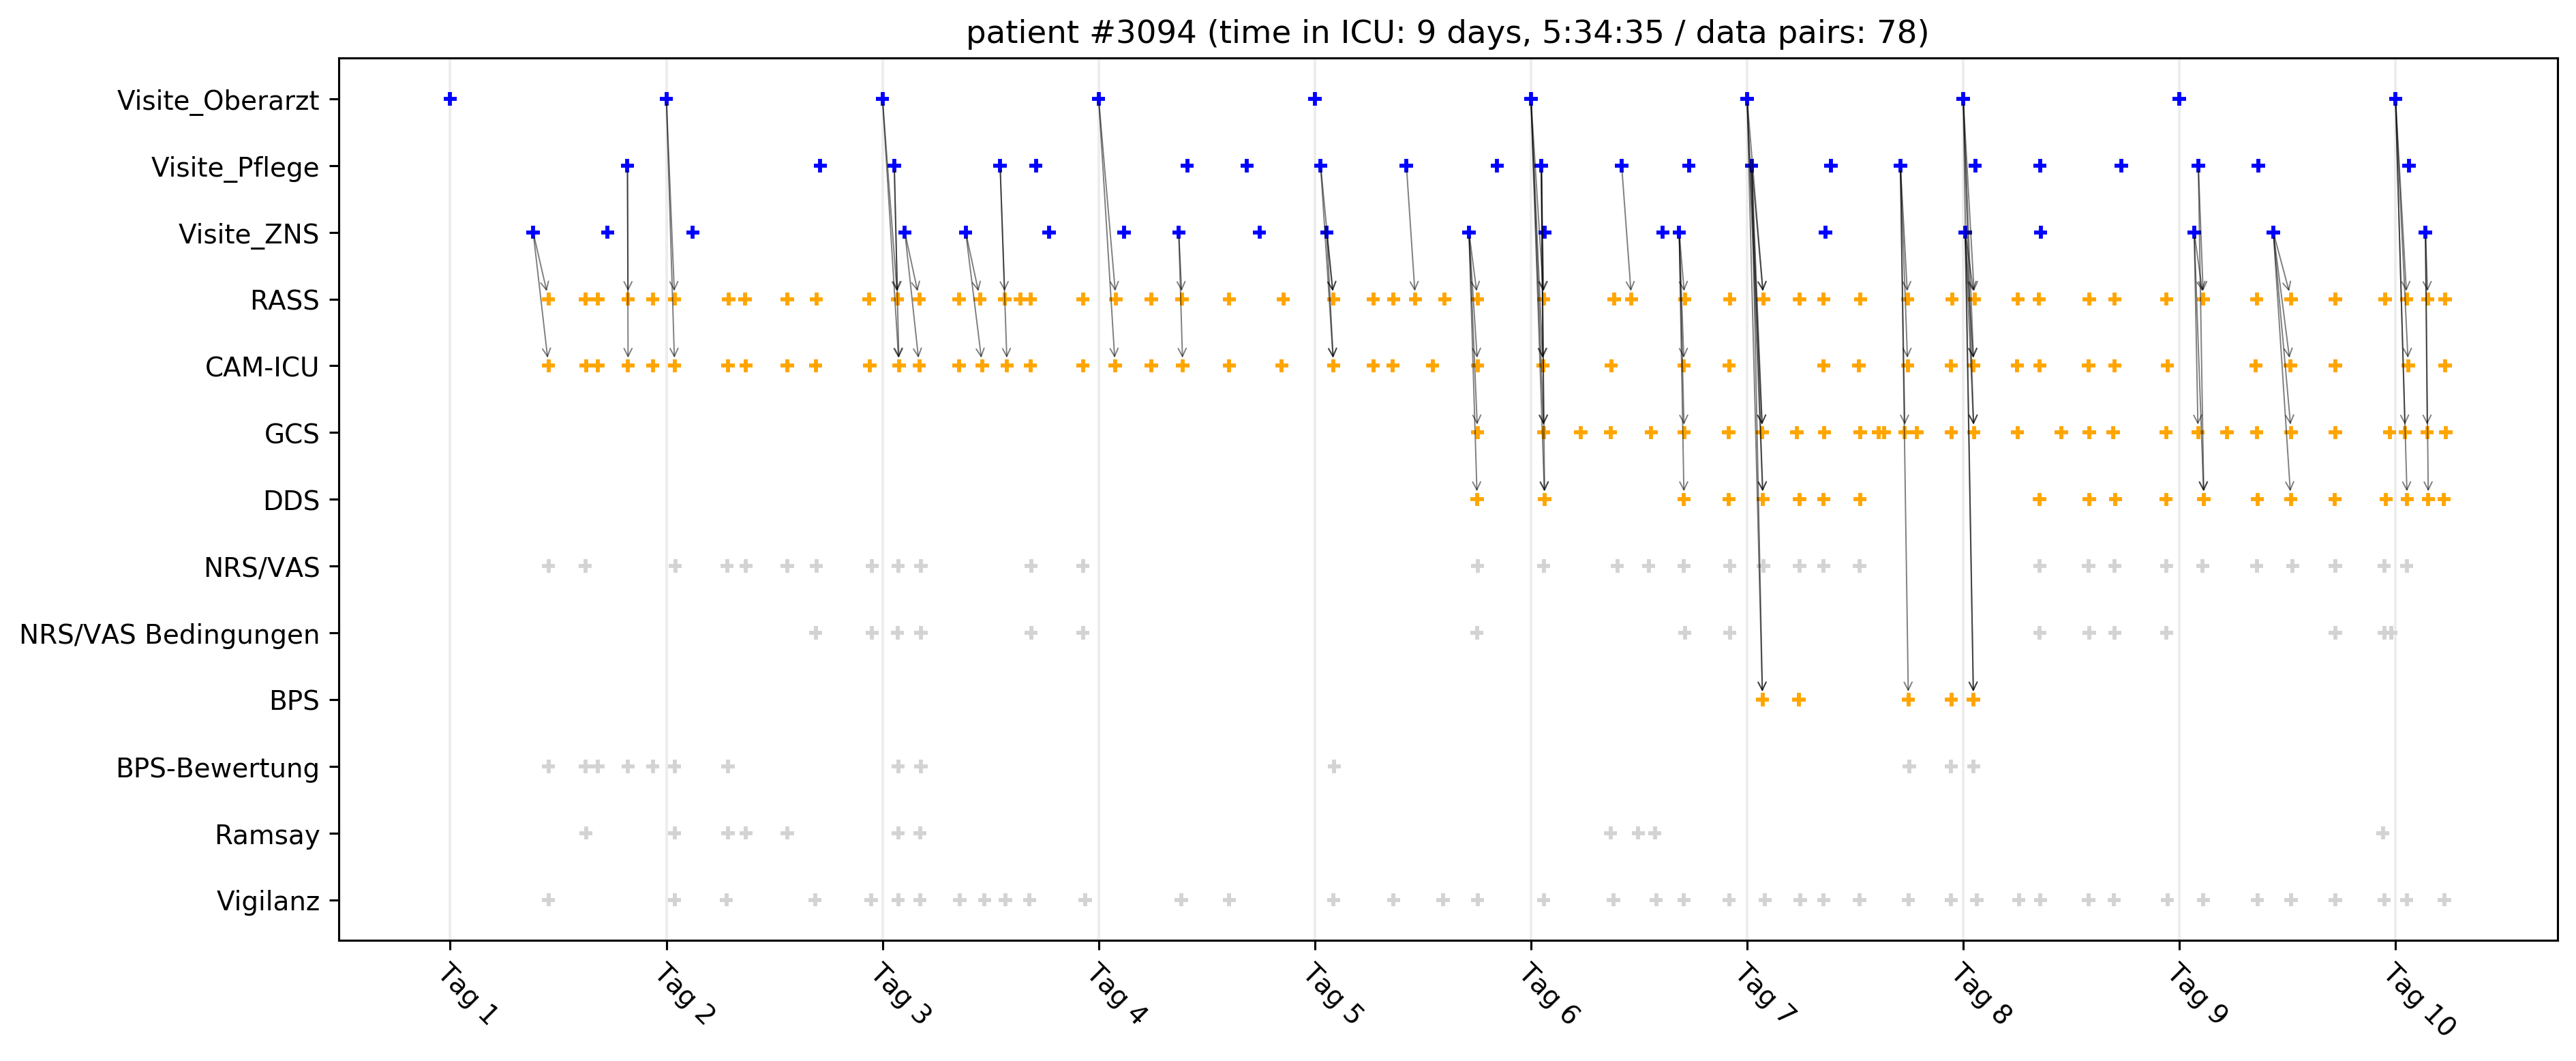 patient #3094 (time in ICU: 9 days, 5:34:35 / data pairs: 78)
Visite_Oberarzt
Visite_Pflege
Visite_ZNS
RASS
CAM-ICU
GCS
DDS
NRS/VAS
NRS/VAS Bedingungen
BPS
BPS-Bewertung
Ramsay
Vigilanz
Tag 1
Tag 2
Tag 3
Tag 4
Tag 5
Tag 6
Tag 7
Tag 8
Tag 9
Tag 10